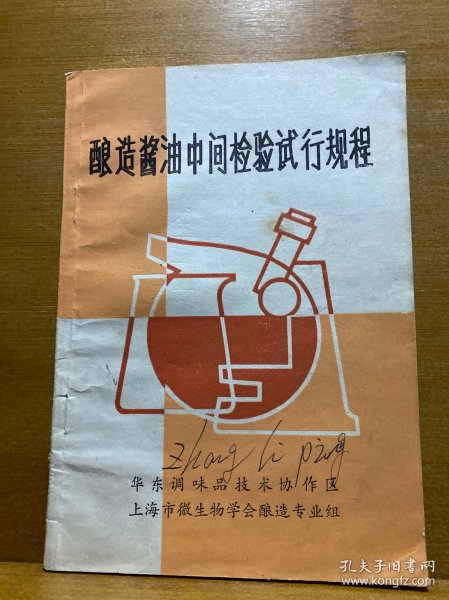 酿造酱油中间检验试行规程
zhang li ping
华东调味品技术协作区
上海市微生物学会酿造专业组
孔夫子旧书网
www.kongfz.com